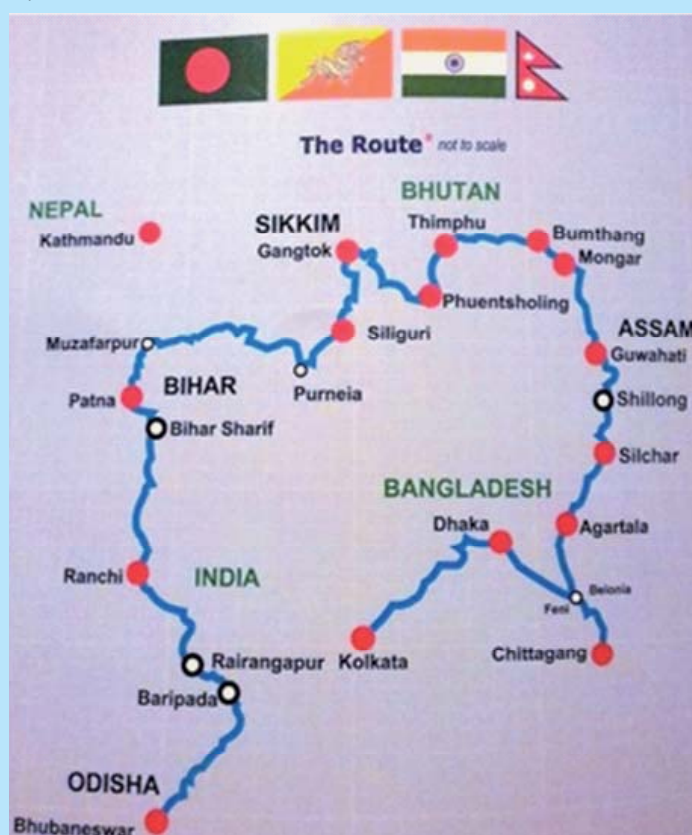 The Route* not to scale
BHUTAN
NEPAL
Kathmandu
SIKKIM
Gangtok
Thimphu
Bumthang
Mongar
Phuentsholing
Muzafarpur
Siliguri
ASSAM
Guwahati
BIHAR
Purneia
Patna
Shillong
Bihar Sharif
Silchar
BANGLADESH
Dhaka
Agartala
Ranchi
INDIA
Belonia
Feni
Rairangapur
Kolkata
Chittagang
Baripada
ODISHA
Bhubaneswar